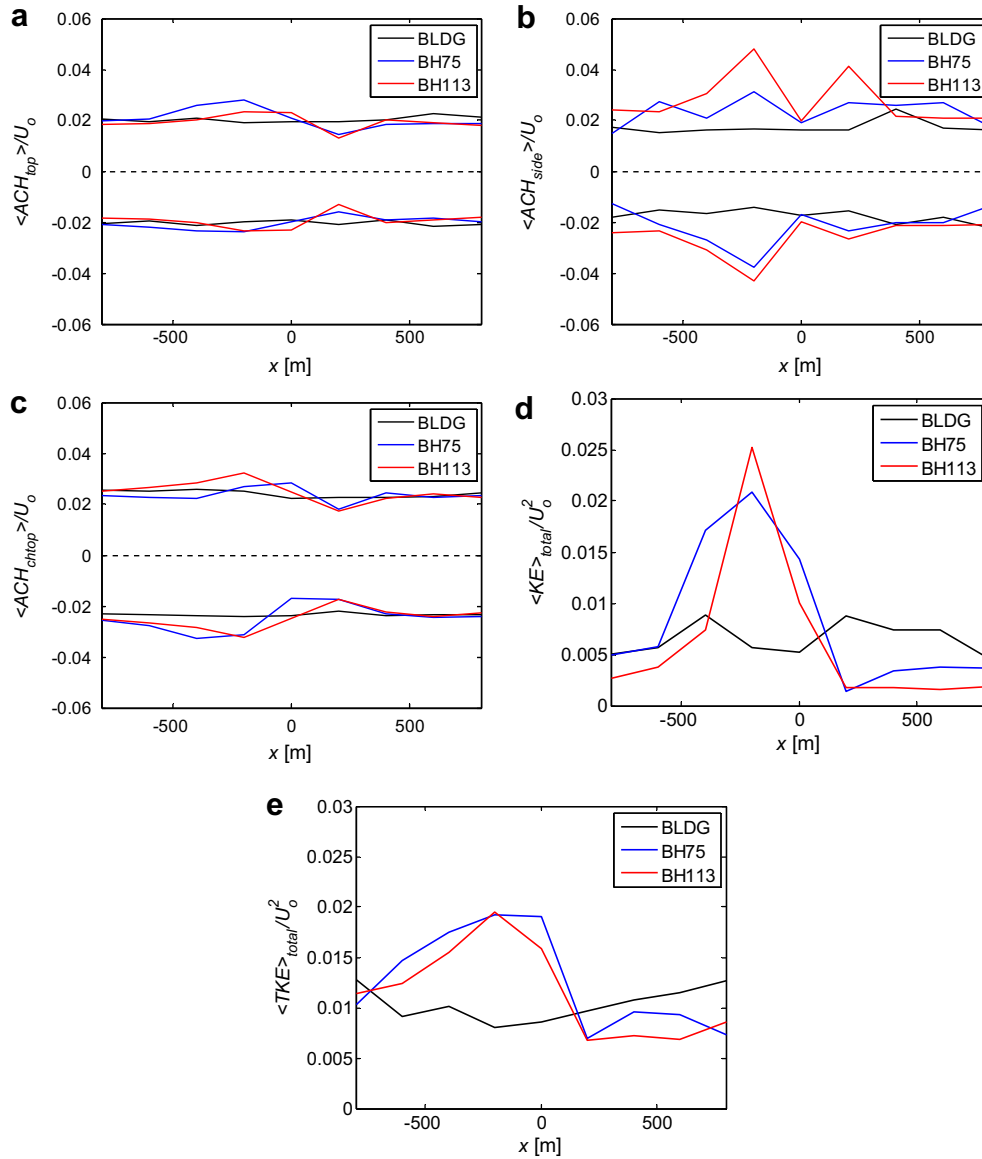 a
0.06
0.04
0.02
0
-0.02
-0.04
-0.06
-500
0
500
x [m]
<ACH_top>/U_o
BLDG
BH75
BH113
b
0.06
0.04
0.02
0
-0.02
-0.04
-0.06
-500
0
500
x [m]
<ACH_side>/U_o
BLDG
BH75
BH113
c
0.06
0.04
0.02
0
-0.02
-0.04
-0.06
-500
0
500
x [m]
<ACH_chtop>/U_o
BLDG
BH75
BH113
d
0.03
0.025
0.02
0.015
0.01
0.005
0
-500
0
500
x [m]
<KE>_total/U_o^2
BLDG
BH75
BH113
e
0.03
0.025
0.02
0.015
0.01
0.005
0
-500
0
500
x [m]
<TKE>_total/U_o^2
BLDG
BH75
BH113